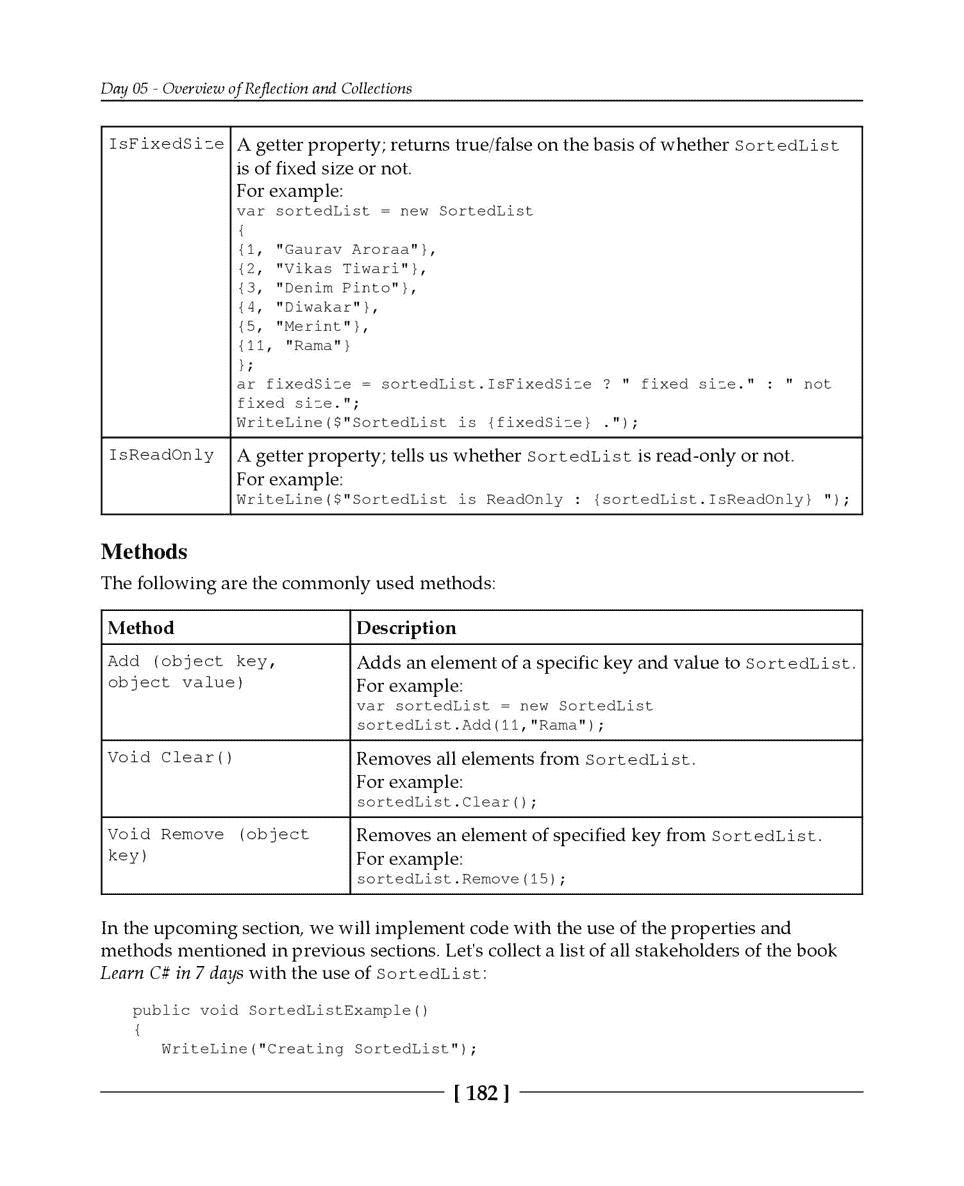 Day 05 - Overview of Reflection and Collections
IsFixedSize
A getter property; returns true/false on the basis of whether SortedList
is of fixed size or not.
For example:
var sortedList = new SortedList
{
{1, "Gaurav Aroraa"},
{2, "Vikas Tiwari"},
{3, "Denim Pinto"},
{4, "Diwakar"},
{5, "Merint"},
{11, "Rama"}
};
ar fixedSize = sortedList.IsFixedSize ? " fixed size." : " not
fixed size.";
WriteLine($"SortedList is {fixedSize} .");
IsReadOnly
A getter property; tells us whether SortedList is read-only or not.
For example:
WriteLine($"SortedList is ReadOnly : {sortedList.IsReadOnly} ");
Methods
The following are the commonly used methods:
Method
Description
Add (object key,
object value)
Adds an element of a specific key and value to SortedList.
For example:
var sortedList = new SortedList
sortedList.Add(11,"Rama");
Void Clear()
Removes all elements from SortedList.
For example:
sortedList.Clear();
Void Remove (object
key)
Removes an element of specified key from SortedList.
For example:
sortedList.Remove(15);
In the upcoming section, we will implement code with the use of the properties and
methods mentioned in previous sections. Let's collect a list of all stakeholders of the book
Learn C# in 7 days with the use of SortedList:
public void SortedListExample()
{
WriteLine("Creating SortedList");
[ 182 ]